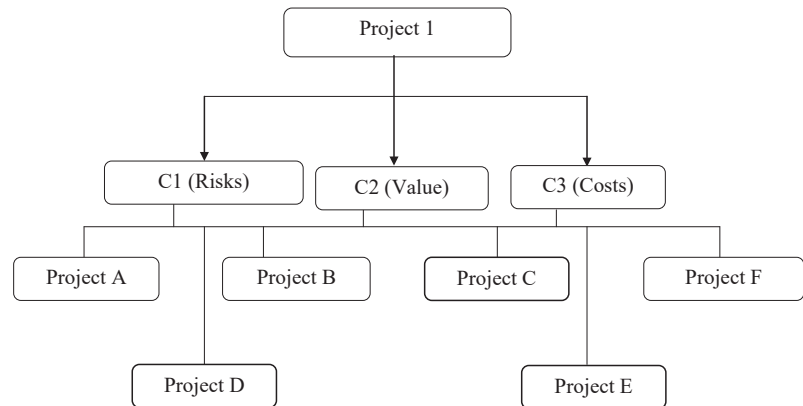 Project 1
C1 (Risks)
C2 (Value)
C3 (Costs)
Project A
Project B
Project C
Project F
Project D
Project E